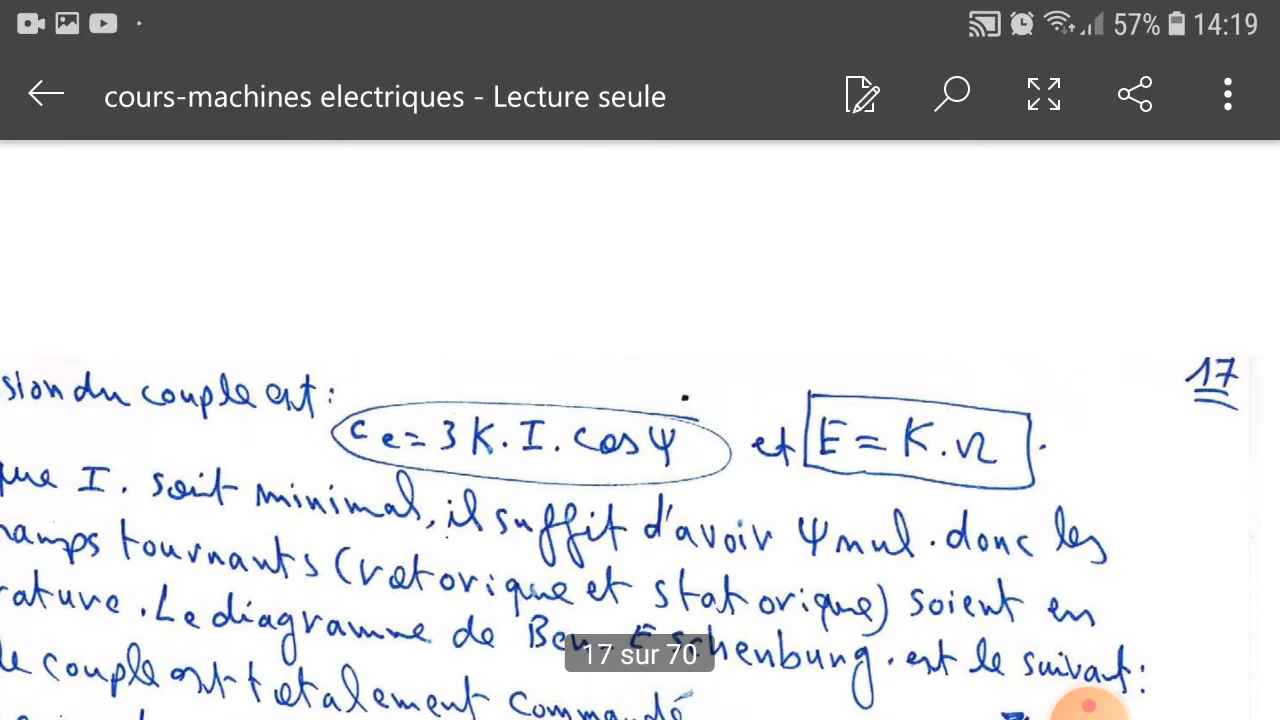 57% 14:19
cours-machines electriques - Lecture seule
17
sion du couple est :
Ce = 3 K. I. cos Ψ et E = K.Ω .
que I. soit minimal, il suffit d'avoir Ψ nul. donc les
hamps tournants (rotorique et statorique) soient en
rature. Le diagramme de Ben. Eschenburg. est le suivant :
17 sur 70
le couple est totalement commandé